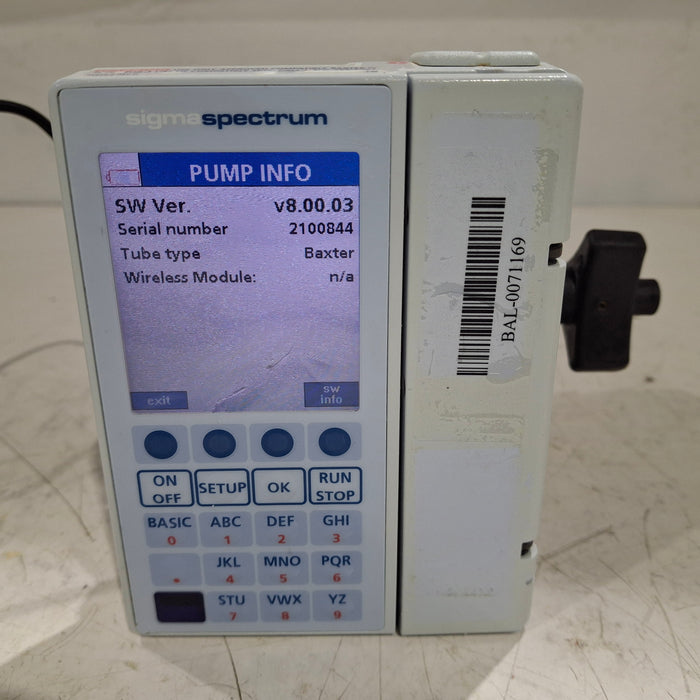 sigmaspectrum
PUMP INFO
SW Ver. v8.00.03
Serial number 2100844
Tube type Baxter
Wireless Module: n/a
exit
sw
info
ON
OFF
SETUP
OK
RUN
STOP
BASIC
0
ABC
1
DEF
2
GHI
3
.
JKL
4
MNO
5
PQR
6
STU
7
VWX
8
YZ
9
BAL-0071169